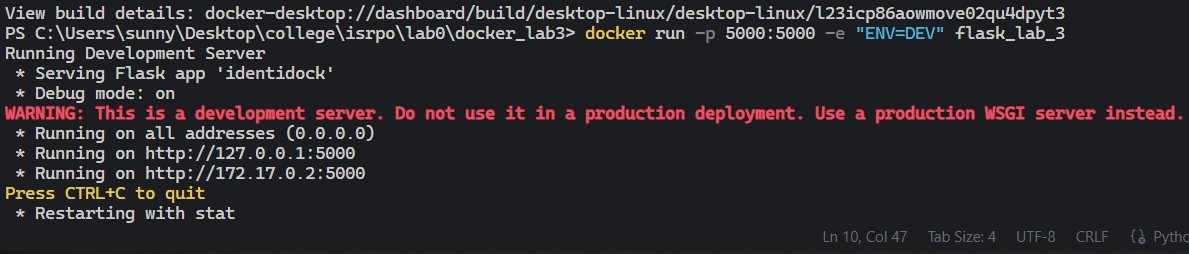 View build details: docker-desktop://dashboard/build/desktop-linux/desktop-linux/l23icp86aowmove02qu4dpyt3
PS C:\Users\sunny\Desktop\college\isrpo\lab0\docker_lab3> docker run -p 5000:5000 -e "ENV=DEV" flask_lab_3
Running Development Server
 * Serving Flask app 'identidock'
 * Debug mode: on
WARNING: This is a development server. Do not use it in a production deployment. Use a production WSGI server instead.
 * Running on all addresses (0.0.0.0)
 * Running on http://127.0.0.1:5000
 * Running on http://172.17.0.2:5000
Press CTRL+C to quit
 * Restarting with stat
Ln 10, Col 47 Tab Size: 4 UTF-8 CRLF